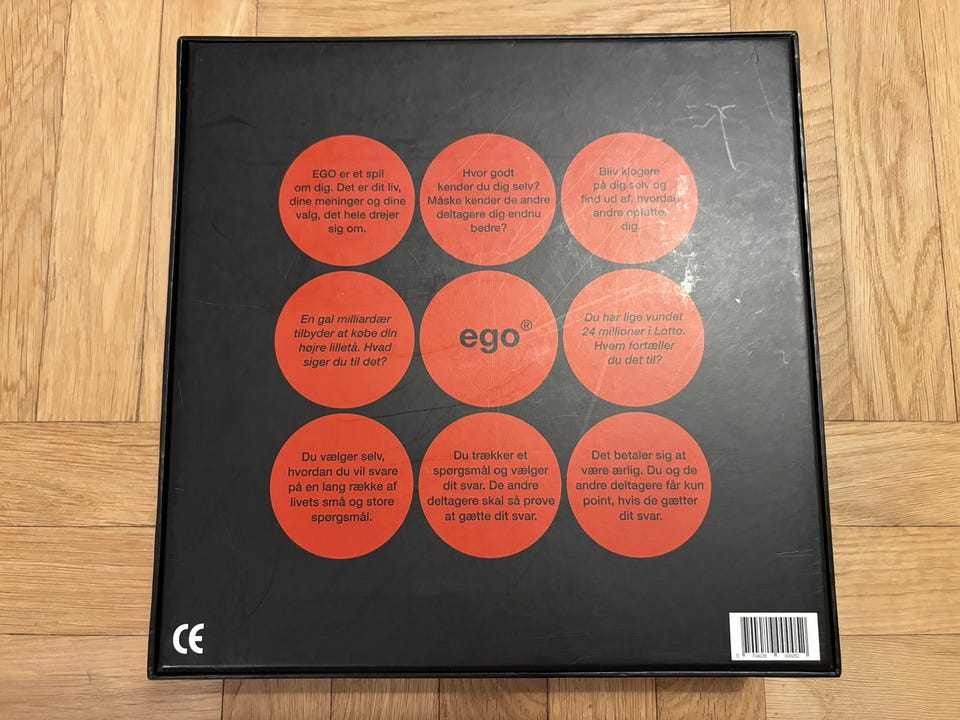 EGO er et spil
om dig. Det er dit liv,
dine meninger og dine
valg, det hele drejer
sig om.
Hvor godt
kender du dig selv?
Måske kender de andre
deltagere dig endnu
bedre?
Bliv klogere
på dig selv og
find ud af, hvordan
andre opfatter
dig.
En gal milliardær
tilbyder at købe din
højre lilletå. Hvad
siger du til det?
ego®
Du har lige vundet
24 millioner i Lotto.
Hvem fortæller
du det til?
Du vælger selv,
hvordan du vil svare
på en lang række af
livets små og store
spørgsmål.
Du trækker et
spørgsmål og vælger
dit svar. De andre
deltagere skal så prøve
at gætte dit svar.
Det betaler sig at
være ærlig. Du og de
andre deltagere får kun
point, hvis de gætter
dit svar.
CE